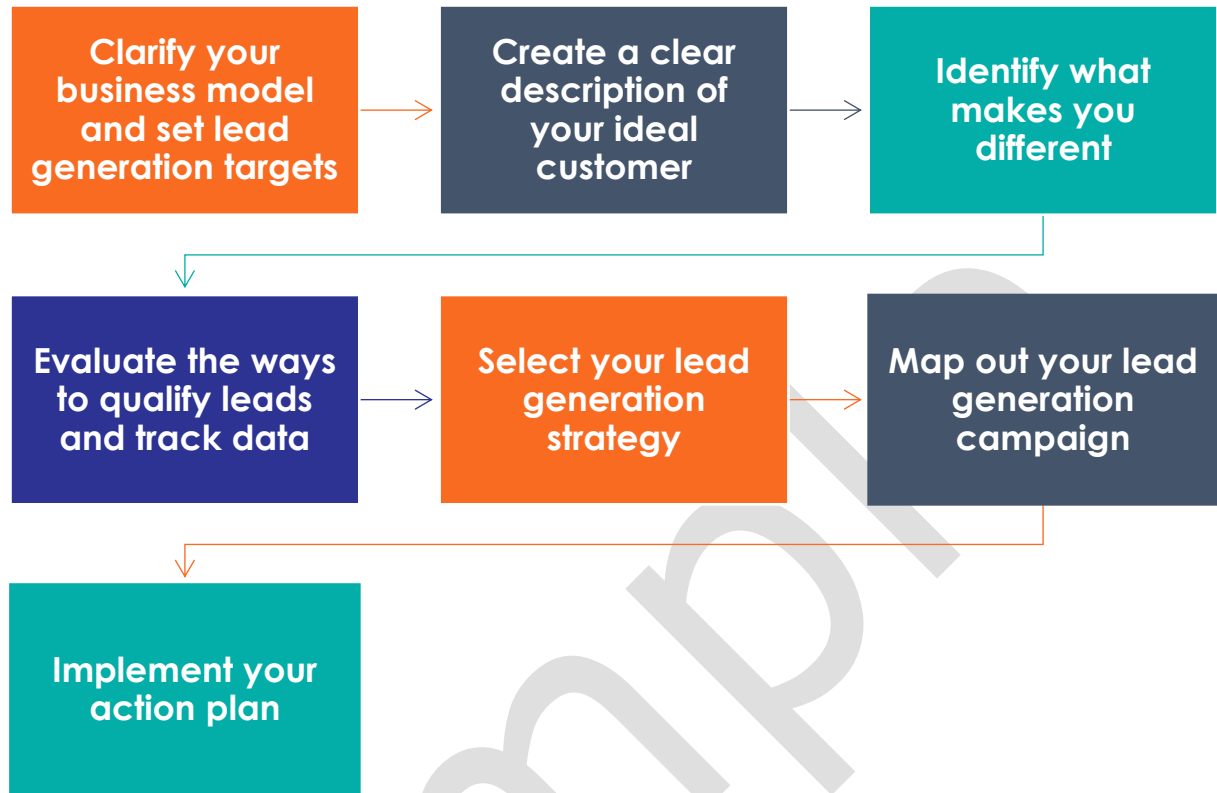 Clarify your
business model
and set lead
generation targets
Create a clear
description of
your ideal
customer
Identify what
makes you
different
Evaluate the ways
to qualify leads
and track data
Select your lead
generation
strategy
Map out your lead
generation
campaign
Implement your
action plan